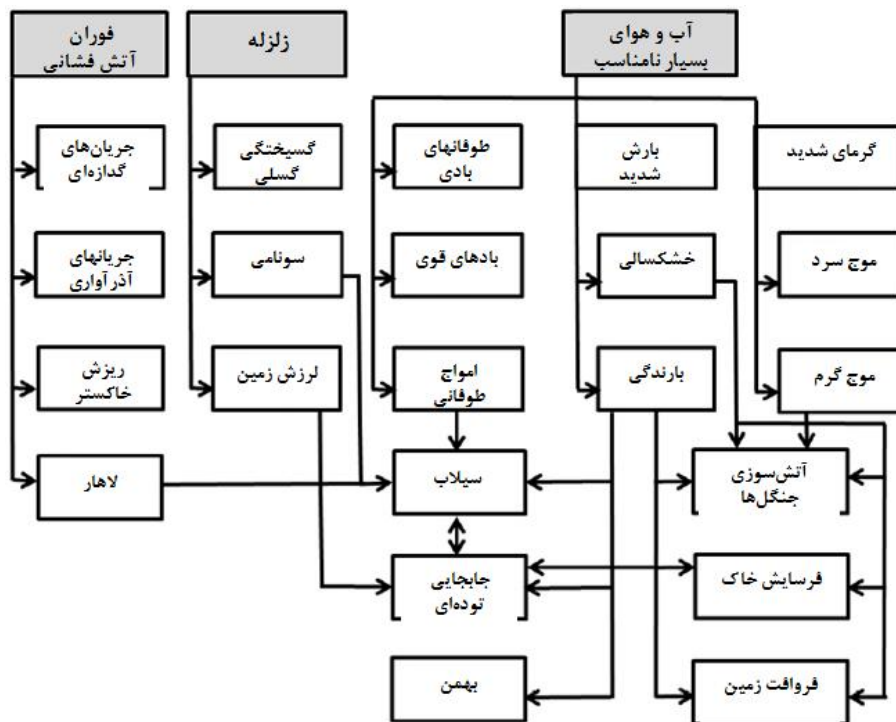 فوران
آتش فشانی
زلزله
آب و هوای
بسیار نامناسب
جریان‌های
گدازه‌ای
گسیختگی
گسلی
طوفانهای
بادی
بارش
شدید
گرمای شدید
جریانهای
آذرآواری
سونامی
بادهای قوی
خشکسالی
موج سرد
ریزش
خاکستر
لرزش زمین
امواج
طوفانی
بارندگی
موج گرم
لاهار
سیلاب
آتش‌سوزی
جنگل‌ها
جابجایی
توده‌ای
فرسایش خاک
بهمن
فروافت زمین